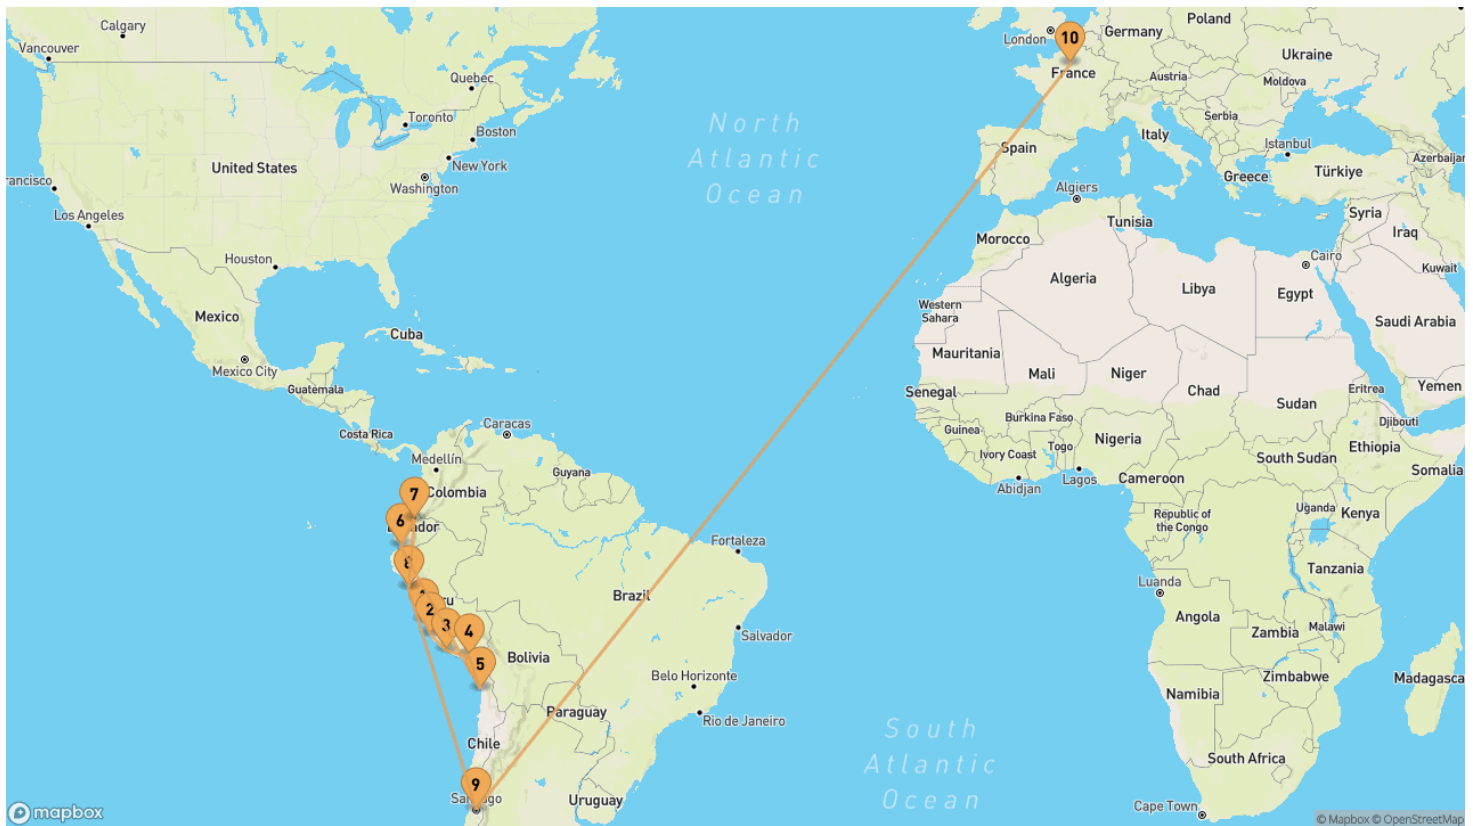 Calgary
Vancouver
Quebec
Toronto
Boston
New York
United States
Washington
rancisco
Los Angeles
Houston
Mexico
Cuba
Mexico City
Guatemala
Costa Rica
Caracas
Medellín
Guyana
Colombia
7
6
8
2
3
4
5
Fortaleza
Brazil
Salvador
Bolivia
Belo Horizonte
Paraguay
Rio de Janeiro
Chile
9
Uruguay
North
Atlantic
Ocean
South
Atlantic
Ocean
Poland
London
10
Germany
Ukraine
France
Austria
Moldova
Serbia
Italy
Istanbul
Spain
Azerbaijan
Greece
Türkiye
Algiers
Tunisia
Syria
Iraq
Morocco
Cairo
Kuwait
Algeria
Libya
Egypt
Western
Sahara
Saudi Arabia
Mauritania
Mali
Niger
Chad
Senegal
Eritrea
Yemen
Sudan
Burkina Faso
Djibouti
Guinea
Togo
Nigeria
Ivory Coast
Ethiopia
South Sudan
Somalia
Abidjan
Lagos
Cameroon
Republic of
the Congo
Uganda
Kenya
Tanzania
Luanda
Angola
Malawi
Zambia
Zimbabwe
Madagasca
Namibia
South Africa
Cape Town
mapbox
© Mapbox © OpenStreetMap